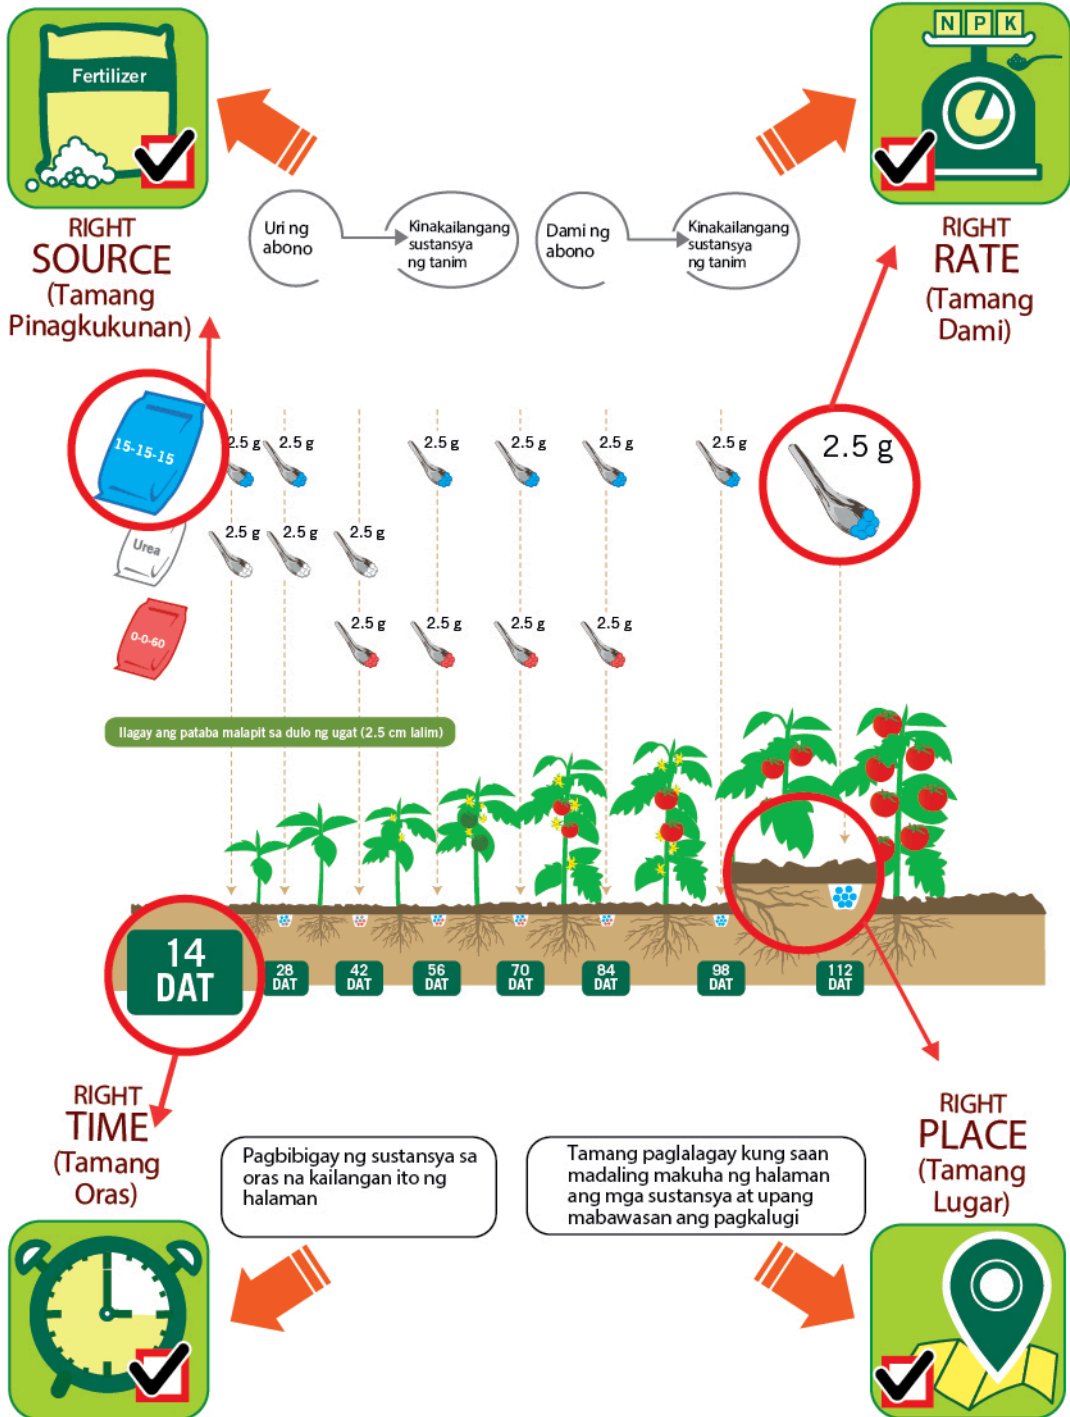 Fertilizer
N P K
RIGHT
SOURCE
(Tamang
Pinagkukunan)
Uri ng
abono
Kinakailangang
sustansya
ng tanim
Dami ng
abono
Kinakailangang
sustansya
ng tanim
RIGHT
RATE
(Tamang
Dami)
15-15-15
2.5 g
2.5 g
2.5 g
2.5 g
2.5 g
2.5 g
2.5 g
Urea
2.5 g
2.5 g
2.5 g
0-0-60
2.5 g
2.5 g
2.5 g
2.5 g
Ilagay ang pataba malapit sa dulo ng ugat (2.5 cm lalim)
14
DAT
28
DAT
42
DAT
56
DAT
70
DAT
84
DAT
98
DAT
112
DAT
RIGHT
TIME
(Tamang
Oras)
Pagbibigay ng sustansya sa
oras na kailangan ito ng
halaman
Tamang paglalagay kung saan
madaling makuha ng halaman
ang mga sustansya at upang
mabawasan ang pagkalugi
RIGHT
PLACE
(Tamang
Lugar)